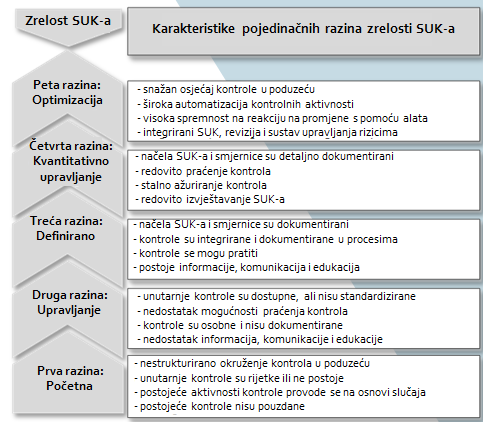 Zrelost SUK-a
Karakteristike pojedinačnih razina zrelosti SUK-a
Peta razina:
Optimizacija
- snažan osjećaj kontrole u poduzeću
- široka automatizacija kontrolnih aktivnosti
- visoka spremnost na reakciju na promjene s pomoću alata
- integrirani SUK, revizija i sustav upravljanja rizicima
Četvrta razina:
Kvantitativno
upravljanje
- načela SUK-a i smjernice su detaljno dokumentirani
- redovito praćenje kontrola
- stalno ažuriranje kontrola
- redovito izvještavanje SUK-a
Treća razina:
Definirano
- načela SUK-a i smjernice su dokumentirani
- kontrole su integrirane i dokumentirane u procesima
- kontrole se mogu pratiti
- postoje informacije, komunikacija i edukacija
Druga razina:
Upravljanje
- unutarnje kontrole su dostupne, ali nisu standardizirane
- nedostatak mogućnosti praćenja kontrola
- kontrole su osobne i nisu dokumentirane
- nedostatak informacija, komunikacije i edukacije
Prva razina:
Početna
- nestrukturirano okruženje kontrola u poduzeću
- unutarnje kontrole su rijetke ili ne postoje
- postojeće aktivnosti kontrole provode se na osnovi slučaja
- postojeće kontrole nisu pouzdane